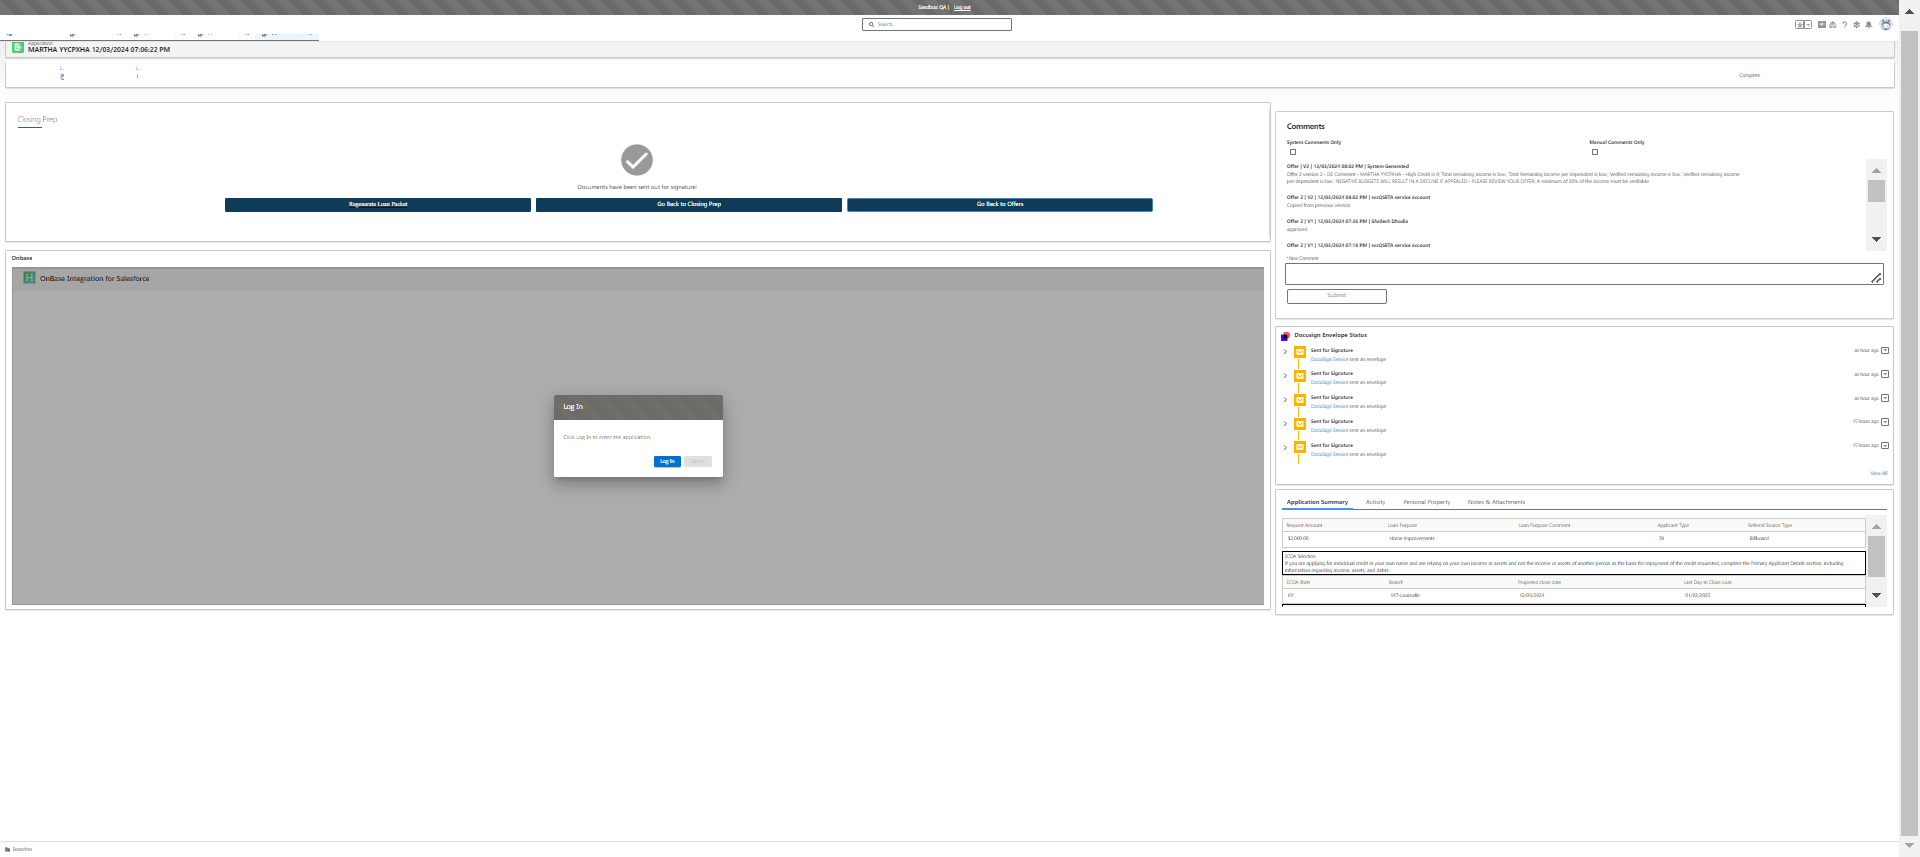 Sandbox: QA |  Log out
Search...
Application
MARTHA YYCPXHA 12/03/2024 07:06:22 PM
Complete
Closing Prep
Documents have been sent out for signature!
Regenerate Loan Packet
Go Back to Closing Prep
Go Back to Offers
Onbase
OnBase Integration for Salesforce
Log In
Click Log In to enter the application.
Log In
Cancel
Comments
System Comments Only
Manual Comments Only
Offer | V2 | 12/03/2024 08:02 PM | System Generated
Offer 2 version 2 - DE Comment - MARTHA YYCPXHA - High Credit is 0; Total remaining income is low; Total Remaining income per dependent is low; Verified remaining income is low; Verified remaining income
per dependent is low; NEGATIVE BUDGETS WILL RESULT IN A DECLINE IF APPEALED - PLEASE REVIEW YOUR OFFER; A minimum of 20% of the income must be verifiable
Offer 2 | V2 | 12/03/2024 08:02 PM | service account
Copied from previous version
Offer 2 | V1 | 12/03/2024 07:36 PM | Shailesh Dhodia
approved
Offer 2 | V1 | 12/03/2024 07:18 PM | service account
* New Comment
Submit
Docusign Envelope Status
Sent for Signature
an hour ago
DocuSign Service sent an envelope
Sent for Signature
an hour ago
DocuSign Service sent an envelope
Sent for Signature
an hour ago
DocuSign Service sent an envelope
Sent for Signature
15 hours ago
DocuSign Service sent an envelope
Sent for Signature
15 hours ago
DocuSign Service sent an envelope
View All
Application Summary
Activity
Personal Property
Notes & Attachments
Request Amount
Loan Purpose
Loan Purpose Comment
Applicant Type
Referral Source Type
$2,000.00
Home Improvements
Billboard
ECOA Selection
If you are applying for individual credit in your own name and are relying on your own income or assets and not the income or assets of another person as the basis for repayment of the credit requested, complete the Primary Applicant Details section, including
information regarding income, assets, and debts.
ECOA State
Branch
Projected close date
Last Day to Close Loan
KY
MT-Louisville
12/03/2024
01/02/2025
Branches